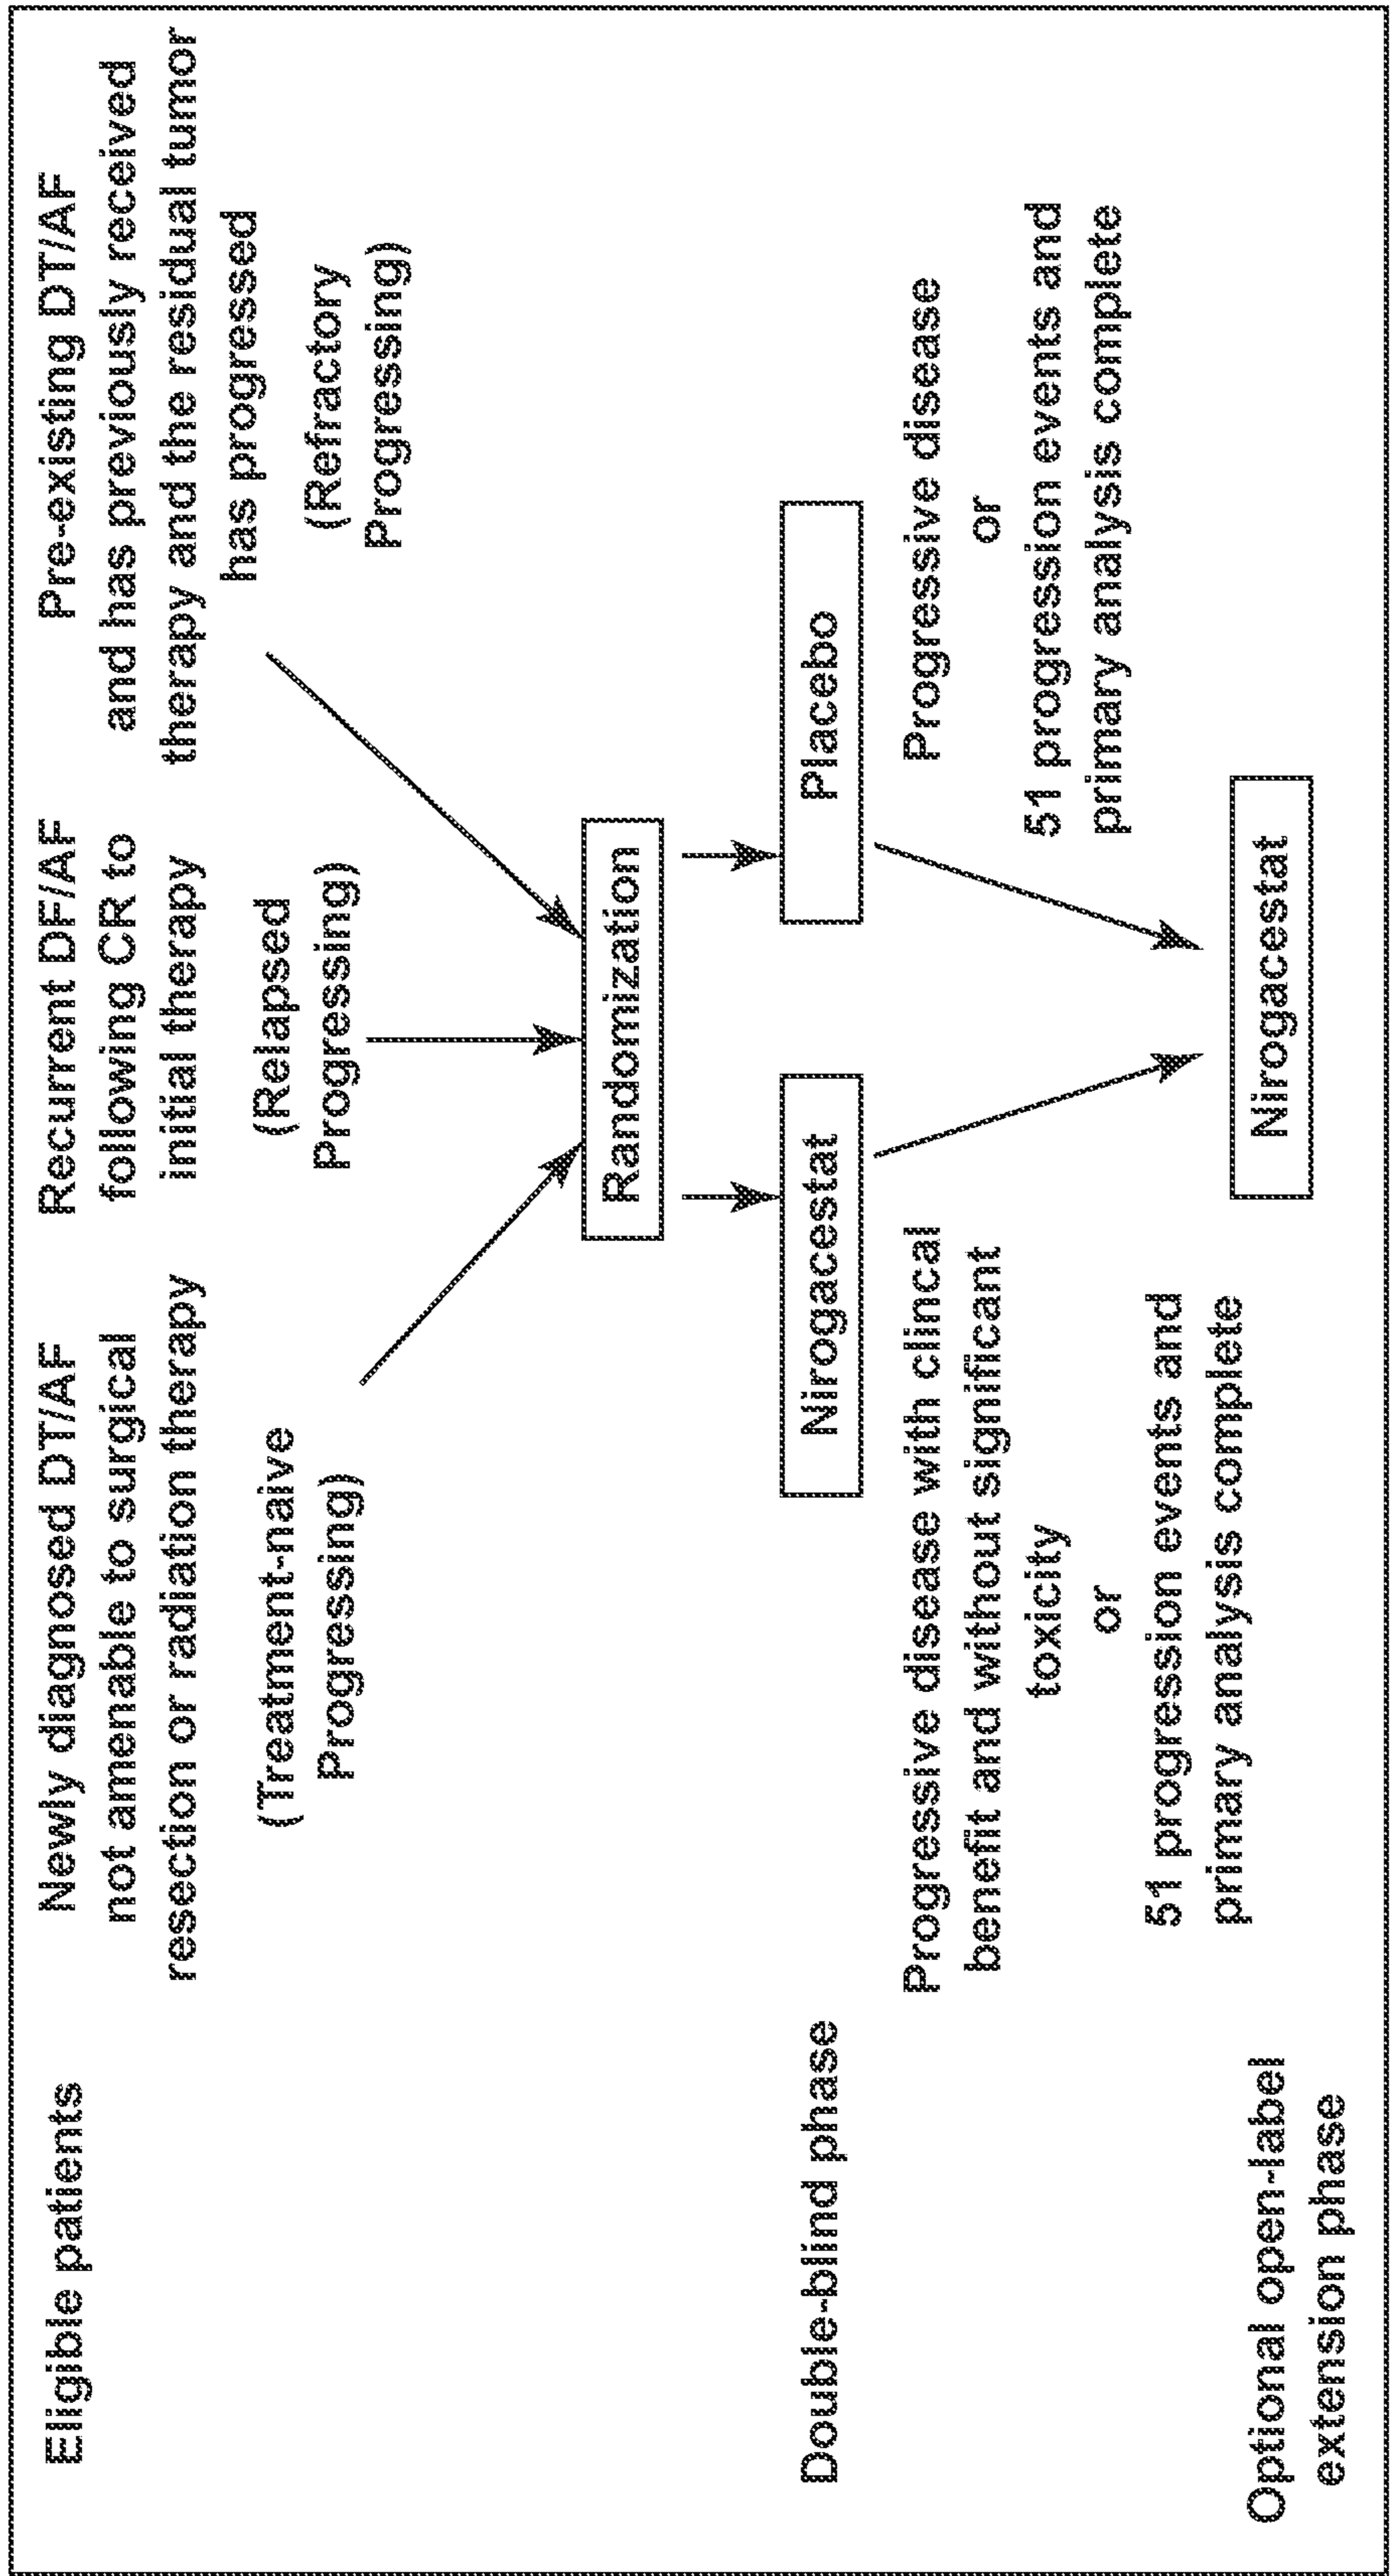 Eligible patients
Newly diagnosed DT/AF
not amenable to surgical
resection or radiation therapy
(Treatment-naive
Progressing)
Recurrent DF/AF
following CR to
initial therapy
(Relapsed
Progressing)
Pre-existing DT/AF
and has previously received
therapy and the residual tumor
has progressed
(Refractory
Progressing)
Randomization
Double-blind phase
Nirogacestat
Placebo
Progressive disease with clincal
benefit and without significant
toxicity
or
51 progression events and
primary analysis complete
Progressive disease
or
51 progression events and
primary analysis complete
Optional open-label
extension phase
Nirogacestat